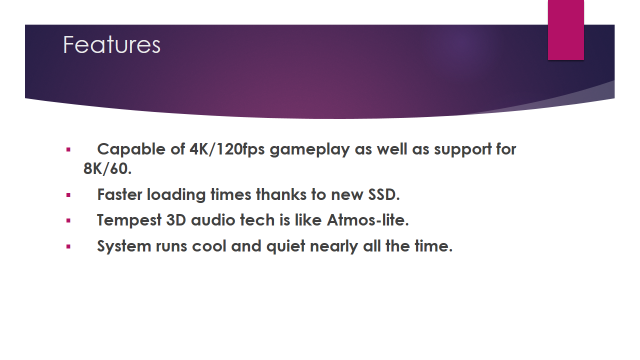 Features
▪ Capable of 4K/120fps gameplay as well as support for
8K/60.
▪ Faster loading times thanks to new SSD.
▪ Tempest 3D audio tech is like Atmos-lite.
▪ System runs cool and quiet nearly all the time.